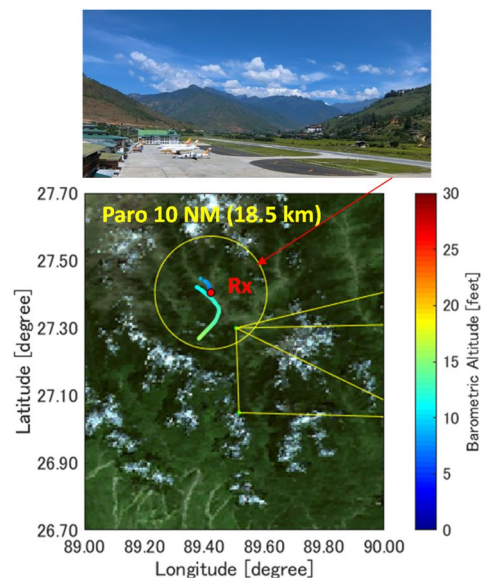 Paro 10 NM (18.5 km)
Rx
27.70
27.50
27.30
27.10
26.90
26.70
Latitude [degree]
89.00 89.20 89.40 89.60 89.80 90.00
Longitude [degree]
30
25
20
15
10
5
0
Barometric Altitude [feet]